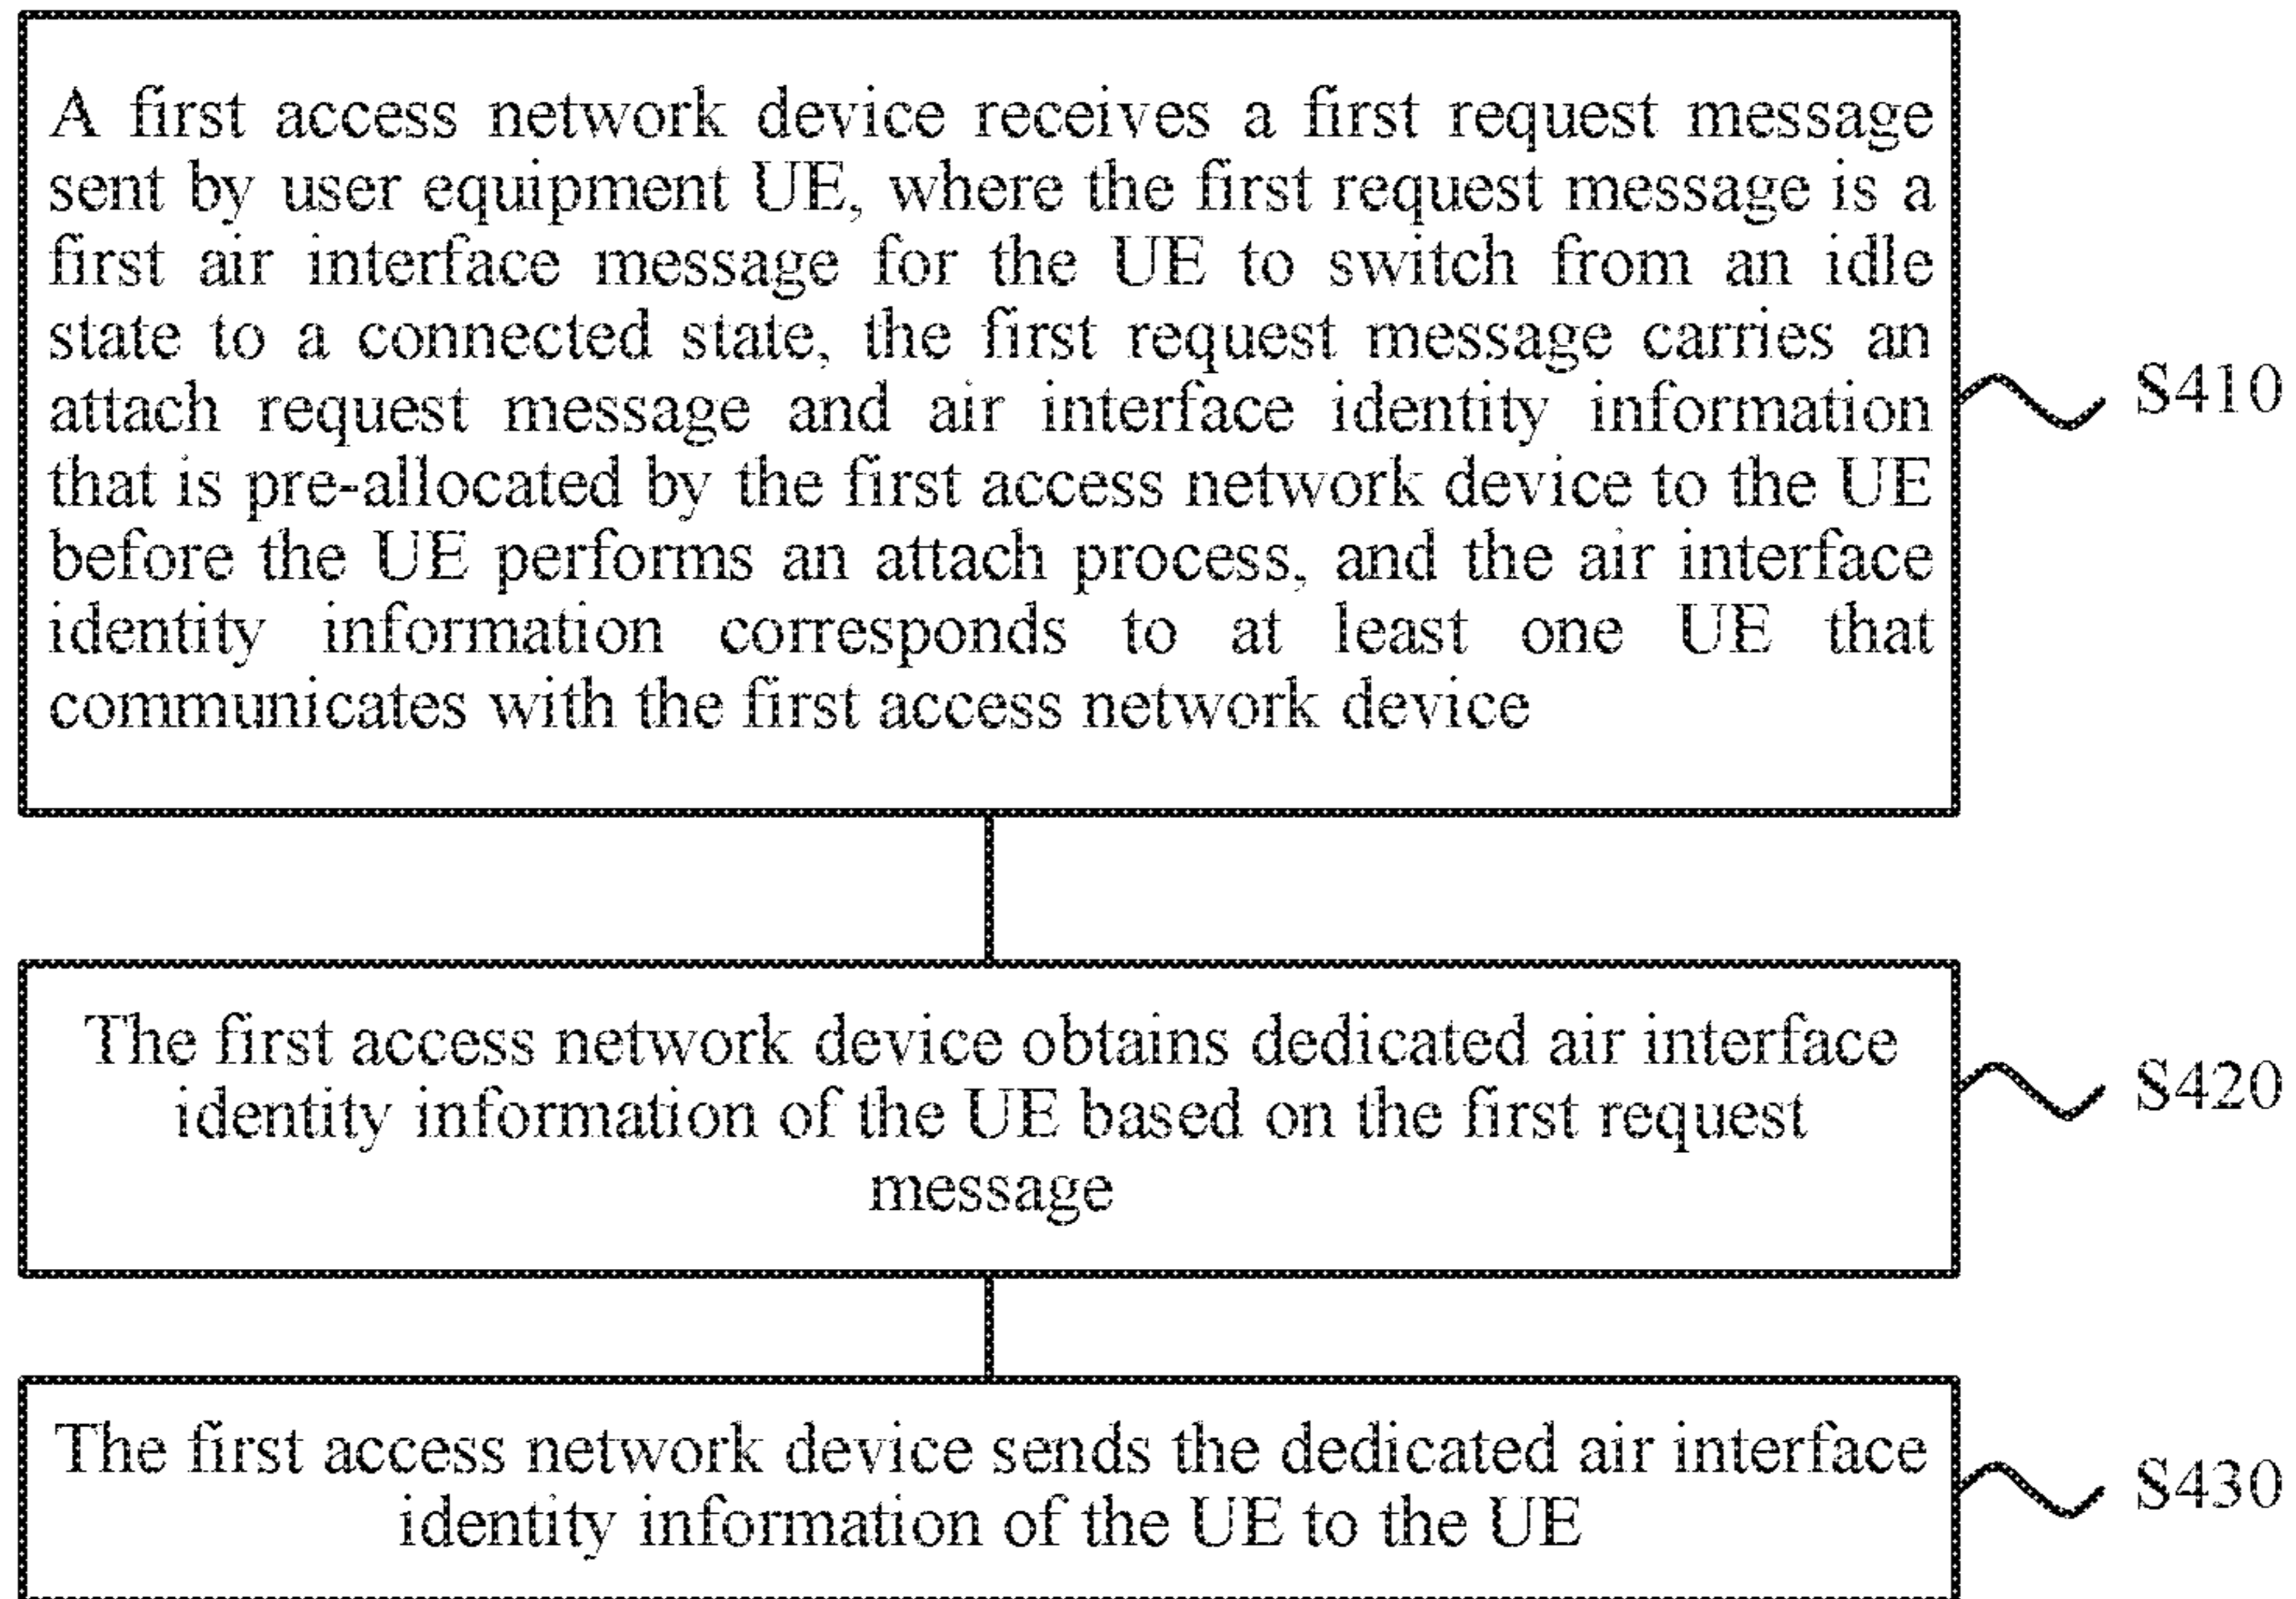 A first access network device receives a first request message
sent by user equipment UE, where the first request message is a
first air interface message for the UE to switch from an idle
state to a connected state, the first request message carries an
attach request message and air interface identity information
that is pre-allocated by the first access network device to the UE
before the UE performs an attach process, and the air interface
identity information corresponds to at least one UE that
communicates with the first access network device
S410
The first access network device obtains dedicated air interface
identity information of the UE based on the first request
message
S420
The first access network device sends the dedicated air interface
identity information of the UE to the UE
S430